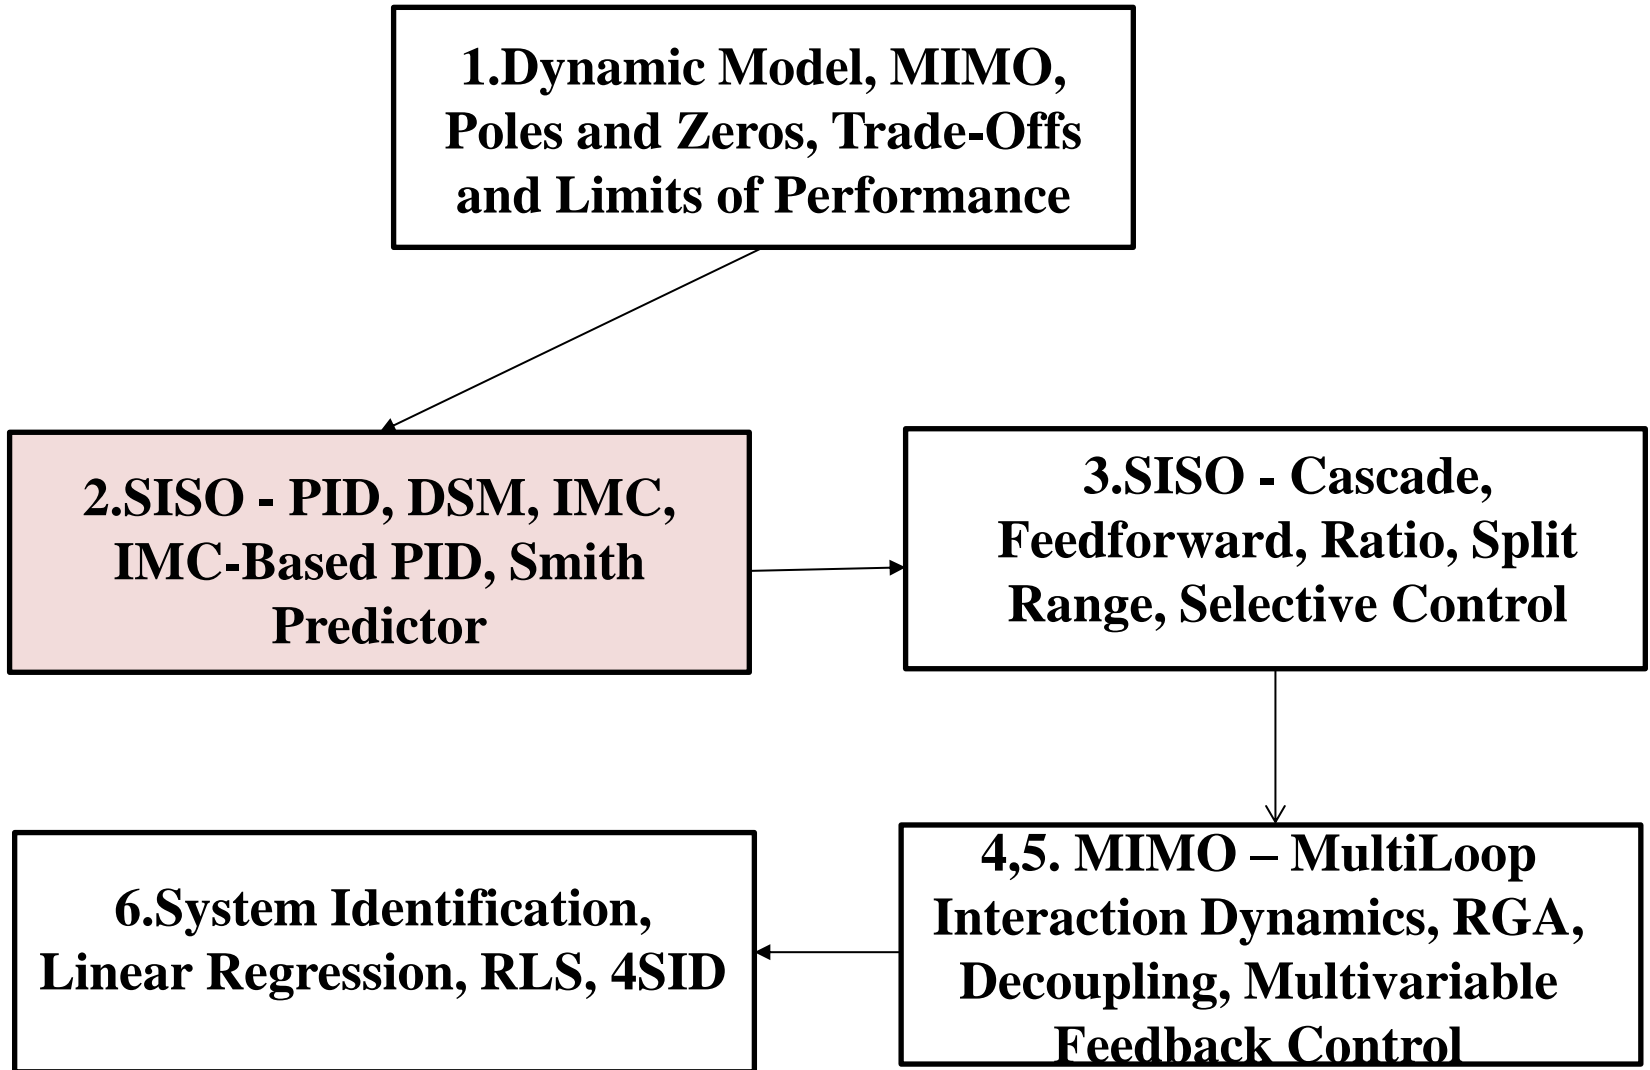 1.Dynamic Model, MIMO,
Poles and Zeros, Trade-Offs
and Limits of Performance
2.SISO - PID, DSM, IMC,
IMC-Based PID, Smith
Predictor
3.SISO - Cascade,
Feedforward, Ratio, Split
Range, Selective Control
4,5. MIMO – MultiLoop
Interaction Dynamics, RGA,
Decoupling, Multivariable
Feedback Control
6.System Identification,
Linear Regression, RLS, 4SID